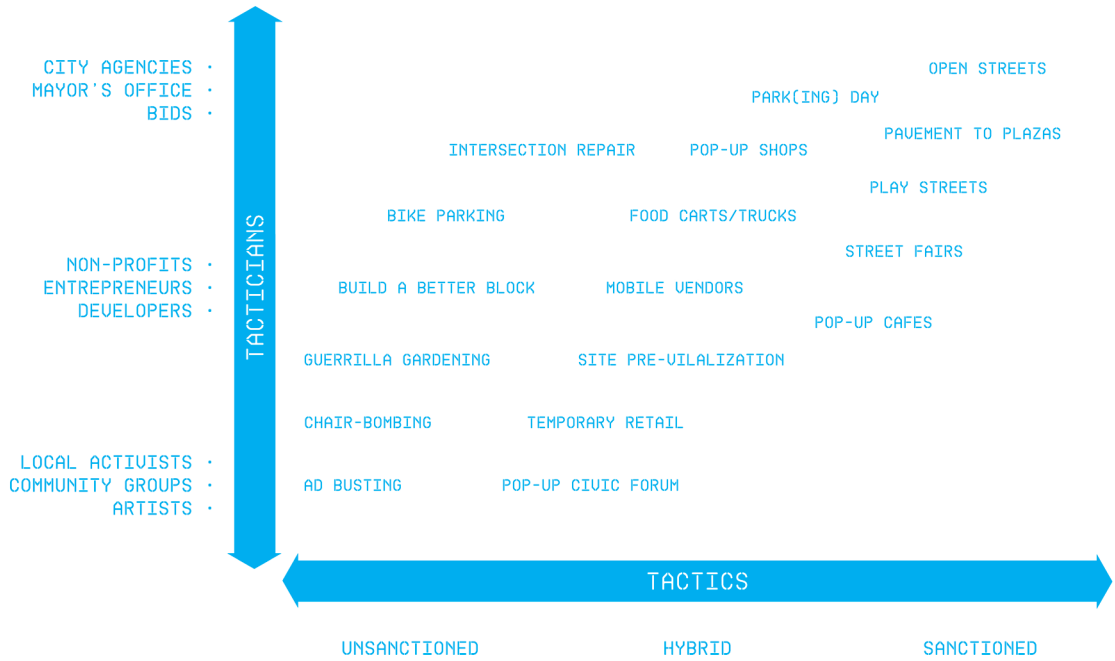 CITY AGENCIES ·
MAYOR'S OFFICE ·
BIDS ·
NON-PROFITS ·
ENTREPRENEURS ·
DEVELOPERS ·
LOCAL ACTIVISTS ·
COMMUNITY GROUPS ·
ARTISTS ·
TACTICIANS
OPEN STREETS
PARK(ING) DAY
PAVEMENT TO PLAZAS
INTERSECTION REPAIR
POP-UP SHOPS
PLAY STREETS
BIKE PARKING
FOOD CARTS/TRUCKS
STREET FAIRS
BUILD A BETTER BLOCK
MOBILE VENDORS
POP-UP CAFES
GUERRILLA GARDENING
SITE PRE-VILALIZATION
CHAIR-BOMBING
TEMPORARY RETAIL
AD BUSTING
POP-UP CIVIC FORUM
TACTICS
UNSANCTIONED
HYBRID
SANCTIONED